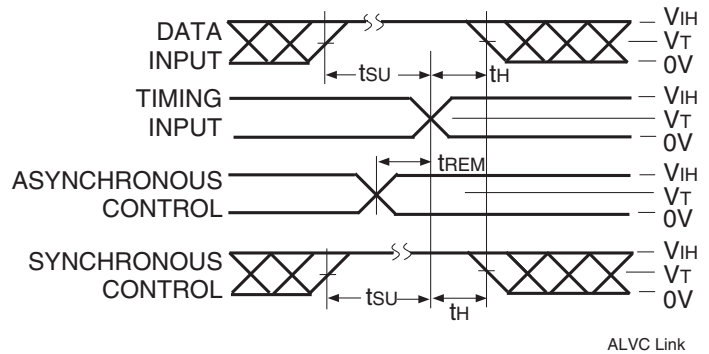 DATA
INPUT
tSU
tH
VIH
VT
0V
TIMING
INPUT
VIH
VT
0V
tREM
ASYNCHRONOUS
CONTROL
VIH
VT
0V
SYNCHRONOUS
CONTROL
tSU
tH
VIH
VT
0V
ALVC Link